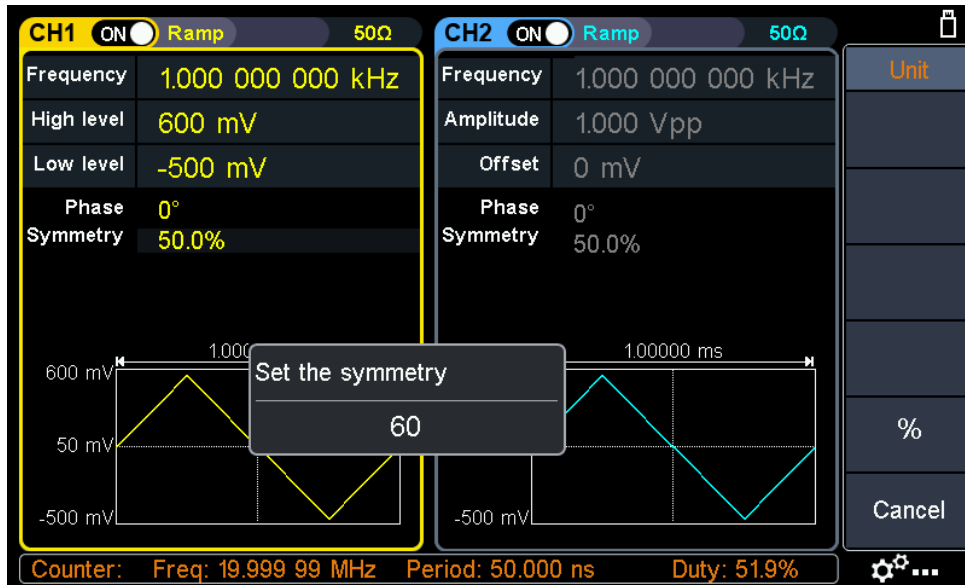 CH1 ON Ramp 50Ω
Frequency 1.000 000 000 kHz
High level 600 mV
Low level -500 mV
Phase 0°
Symmetry 50.0%
1.000
600 mV
50 mV
-500 mV
CH2 ON Ramp 50Ω
Frequency 1.000 000 000 kHz
Amplitude 1.000 Vpp
Offset 0 mV
Phase 0°
Symmetry 50.0%
1.00000 ms
-500 mV
Set the symmetry
60
Unit
%
Cancel
Counter: Freq: 19.999 99 MHz Period: 50.000 ns Duty: 51.9%